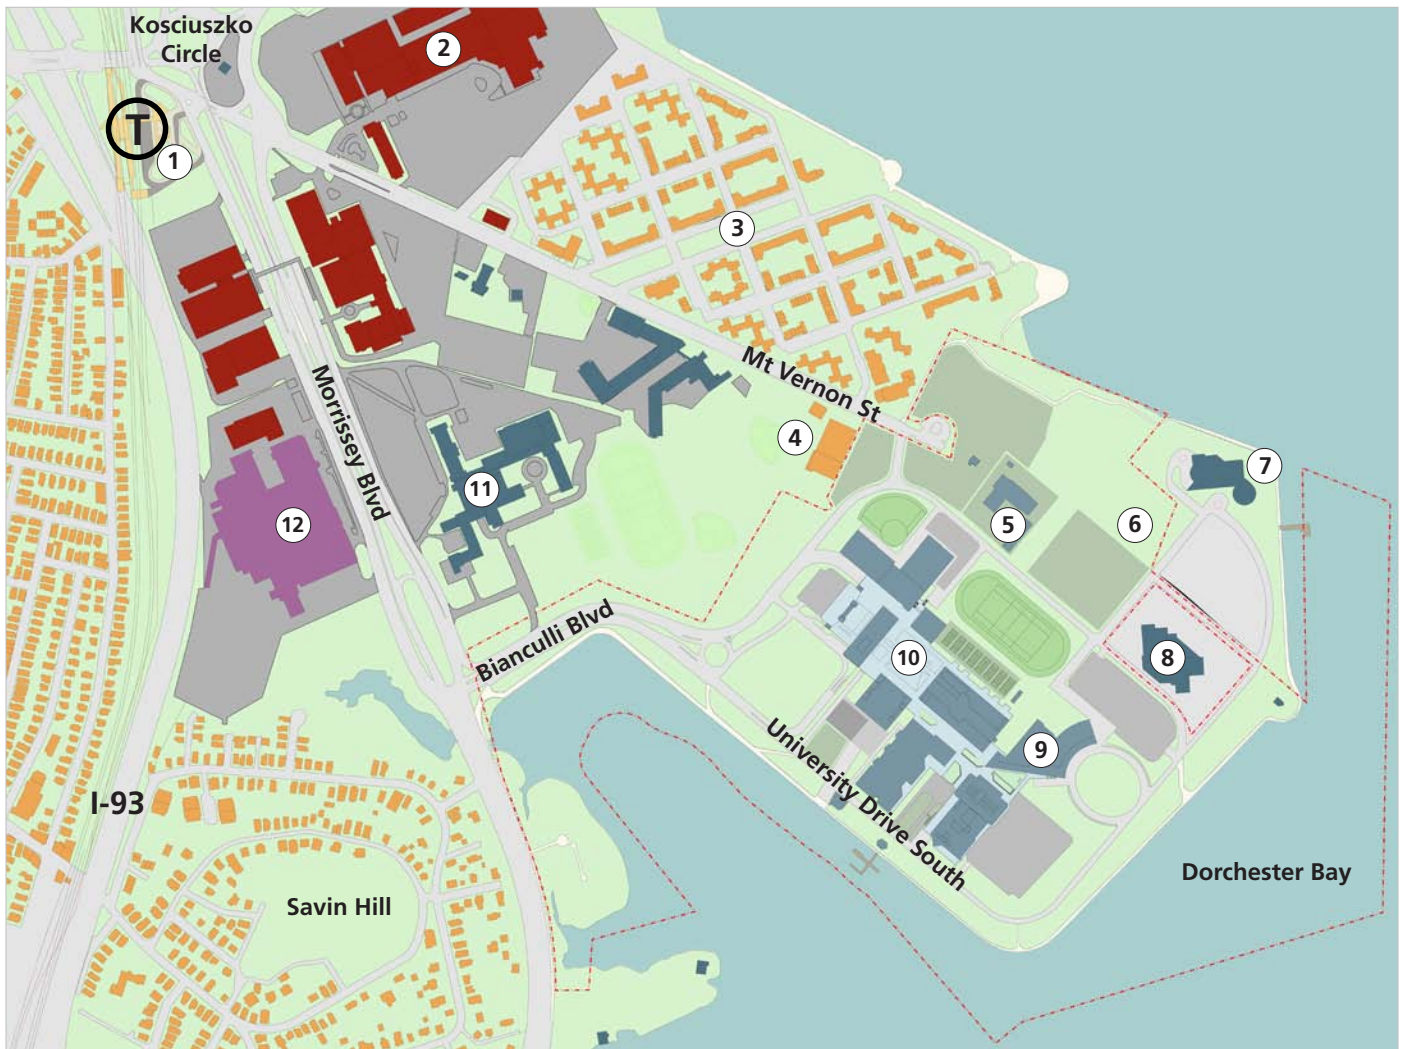 Kosciuszko
Circle
2
T
1
3
Mt Vernon St
Morrissey Blvd
4
7
11
5
6
12
Bianculli Blvd
10
8
University Drive South
9
I-93
Dorchester Bay
Savin Hill